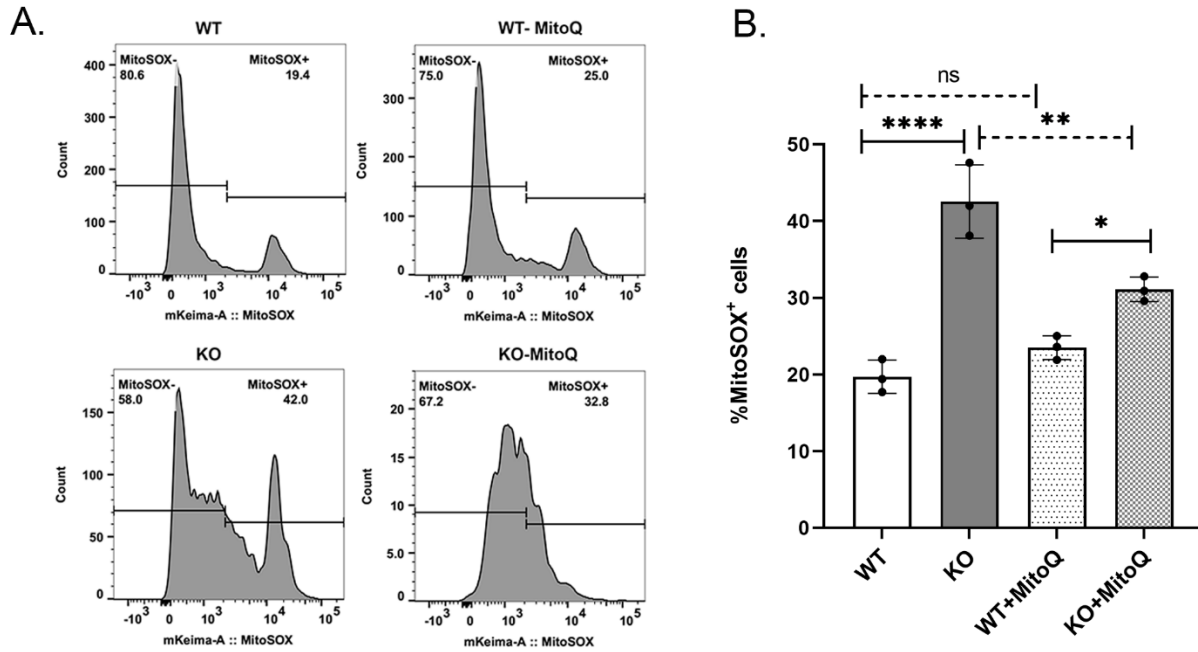 A.
WT
MitoSOX- MitoSOX+
80.6 19.4
400
300
200
100
0
Count
-10³ 0 10³ 10⁴ 10⁵
mKeima-A :: MitoSOX
WT- MitoQ
MitoSOX- MitoSOX+
75.0 25.0
400
300
200
100
0
Count
-10³ 0 10³ 10⁴ 10⁵
mKeima-A :: MitoSOX
KO
MitoSOX- MitoSOX+
58.0 42.0
150
100
50
0
Count
-10³ 0 10³ 10⁴ 10⁵
mKeima-A :: MitoSOX
KO-MitoQ
MitoSOX- MitoSOX+
67.2 32.8
20
15
10
5.0
0
Count
-10³ 0 10³ 10⁴ 10⁵
mKeima-A :: MitoSOX
B.
ns
**** **
*
50
40
30
20
10
0
%MitoSOX⁺ cells
WT KO WT+MitoQ KO+MitoQ